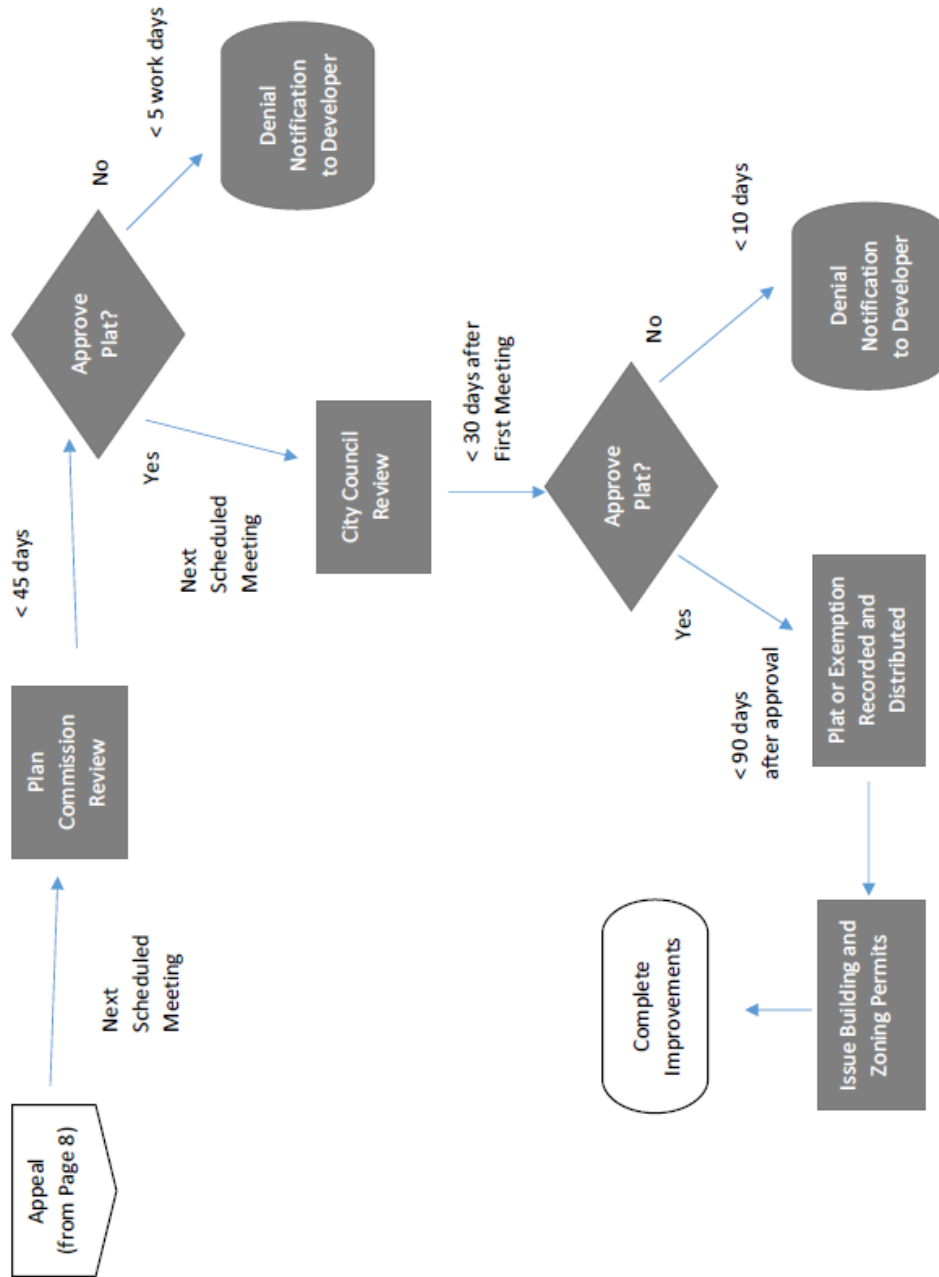 Appeal
(from Page 8)
Next
Scheduled
Meeting
Plan
Commission
Review
< 45 days
Approve
Plat?
No
< 5 work days
Denial
Notification
to Developer
Yes
Next
Scheduled
Meeting
City Council
Review
< 30 days after
First Meeting
Approve
Plat?
No
< 10 days
Denial
Notification
to Developer
Yes
< 90 days
after approval
Plat or Exemption
Recorded and
Distributed
Issue Building and
Zoning Permits
Complete
Improvements